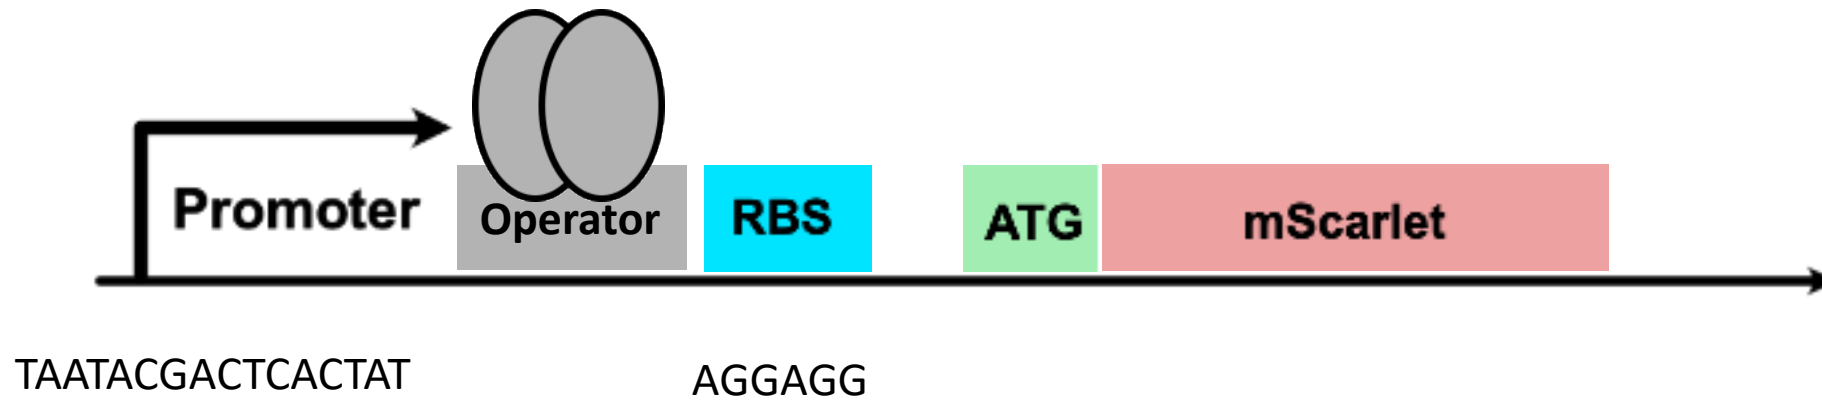 Promoter
Operator
RBS
ATG
mScarlet
TAATACGACTCACTAT
AGGAGG